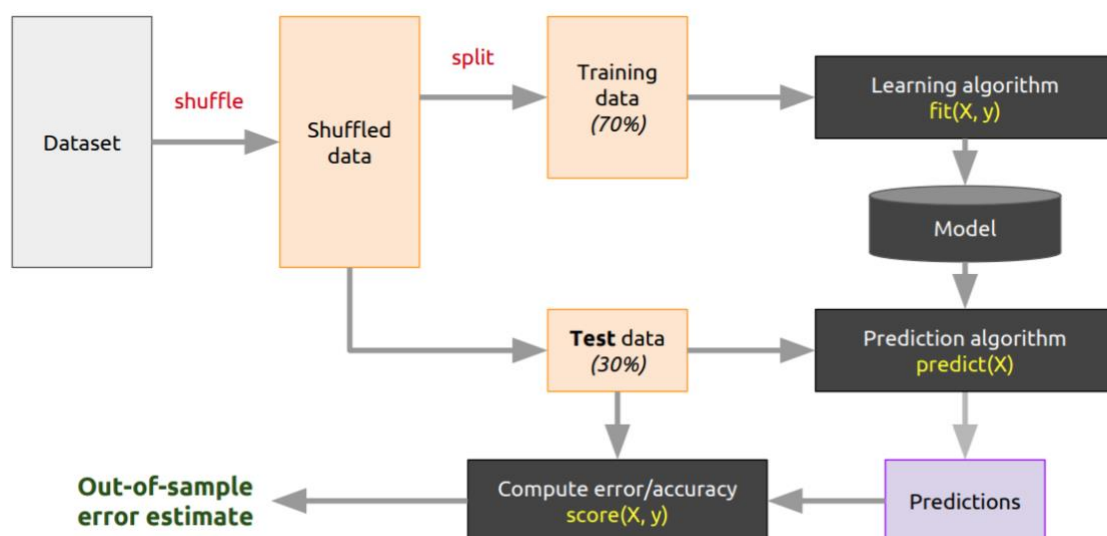 Dataset
shuffle
Shuffled
data
split
Training
data
(70%)
Learning algorithm
fit(X, y)
Model
Test data
(30%)
Prediction algorithm
predict(X)
Predictions
Compute error/accuracy
score(X, y)
Out-of-sample
error estimate